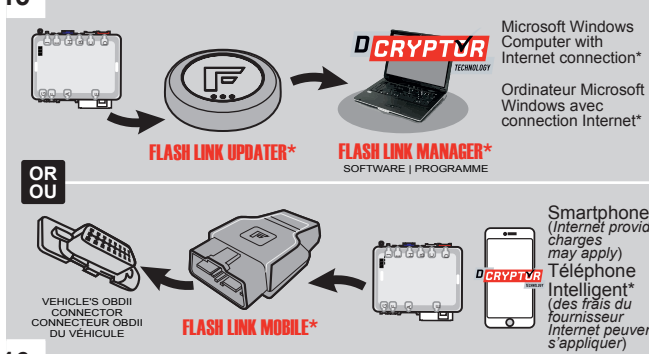 DCRYPTOR
TECHNOLOGY
Microsoft Windows
Computer with
Internet connection*
Ordinateur Microsoft
Windows avec
connection Internet*
FLASH LINK UPDATER*
FLASH LINK MANAGER*
SOFTWARE | PROGRAMME
OR
OU
VEHICLE'S OBDII
CONNECTOR
CONNECTEUR OBDII
DU VÉHICULE
FLASH LINK MOBILE*
DCRYPTOR
TECHNOLOGY
Smartphone
(Internet provid
charges
may apply)
Téléphone
Intelligent*
(des frais du
fournisseur
Internet peuven
s'appliquer)